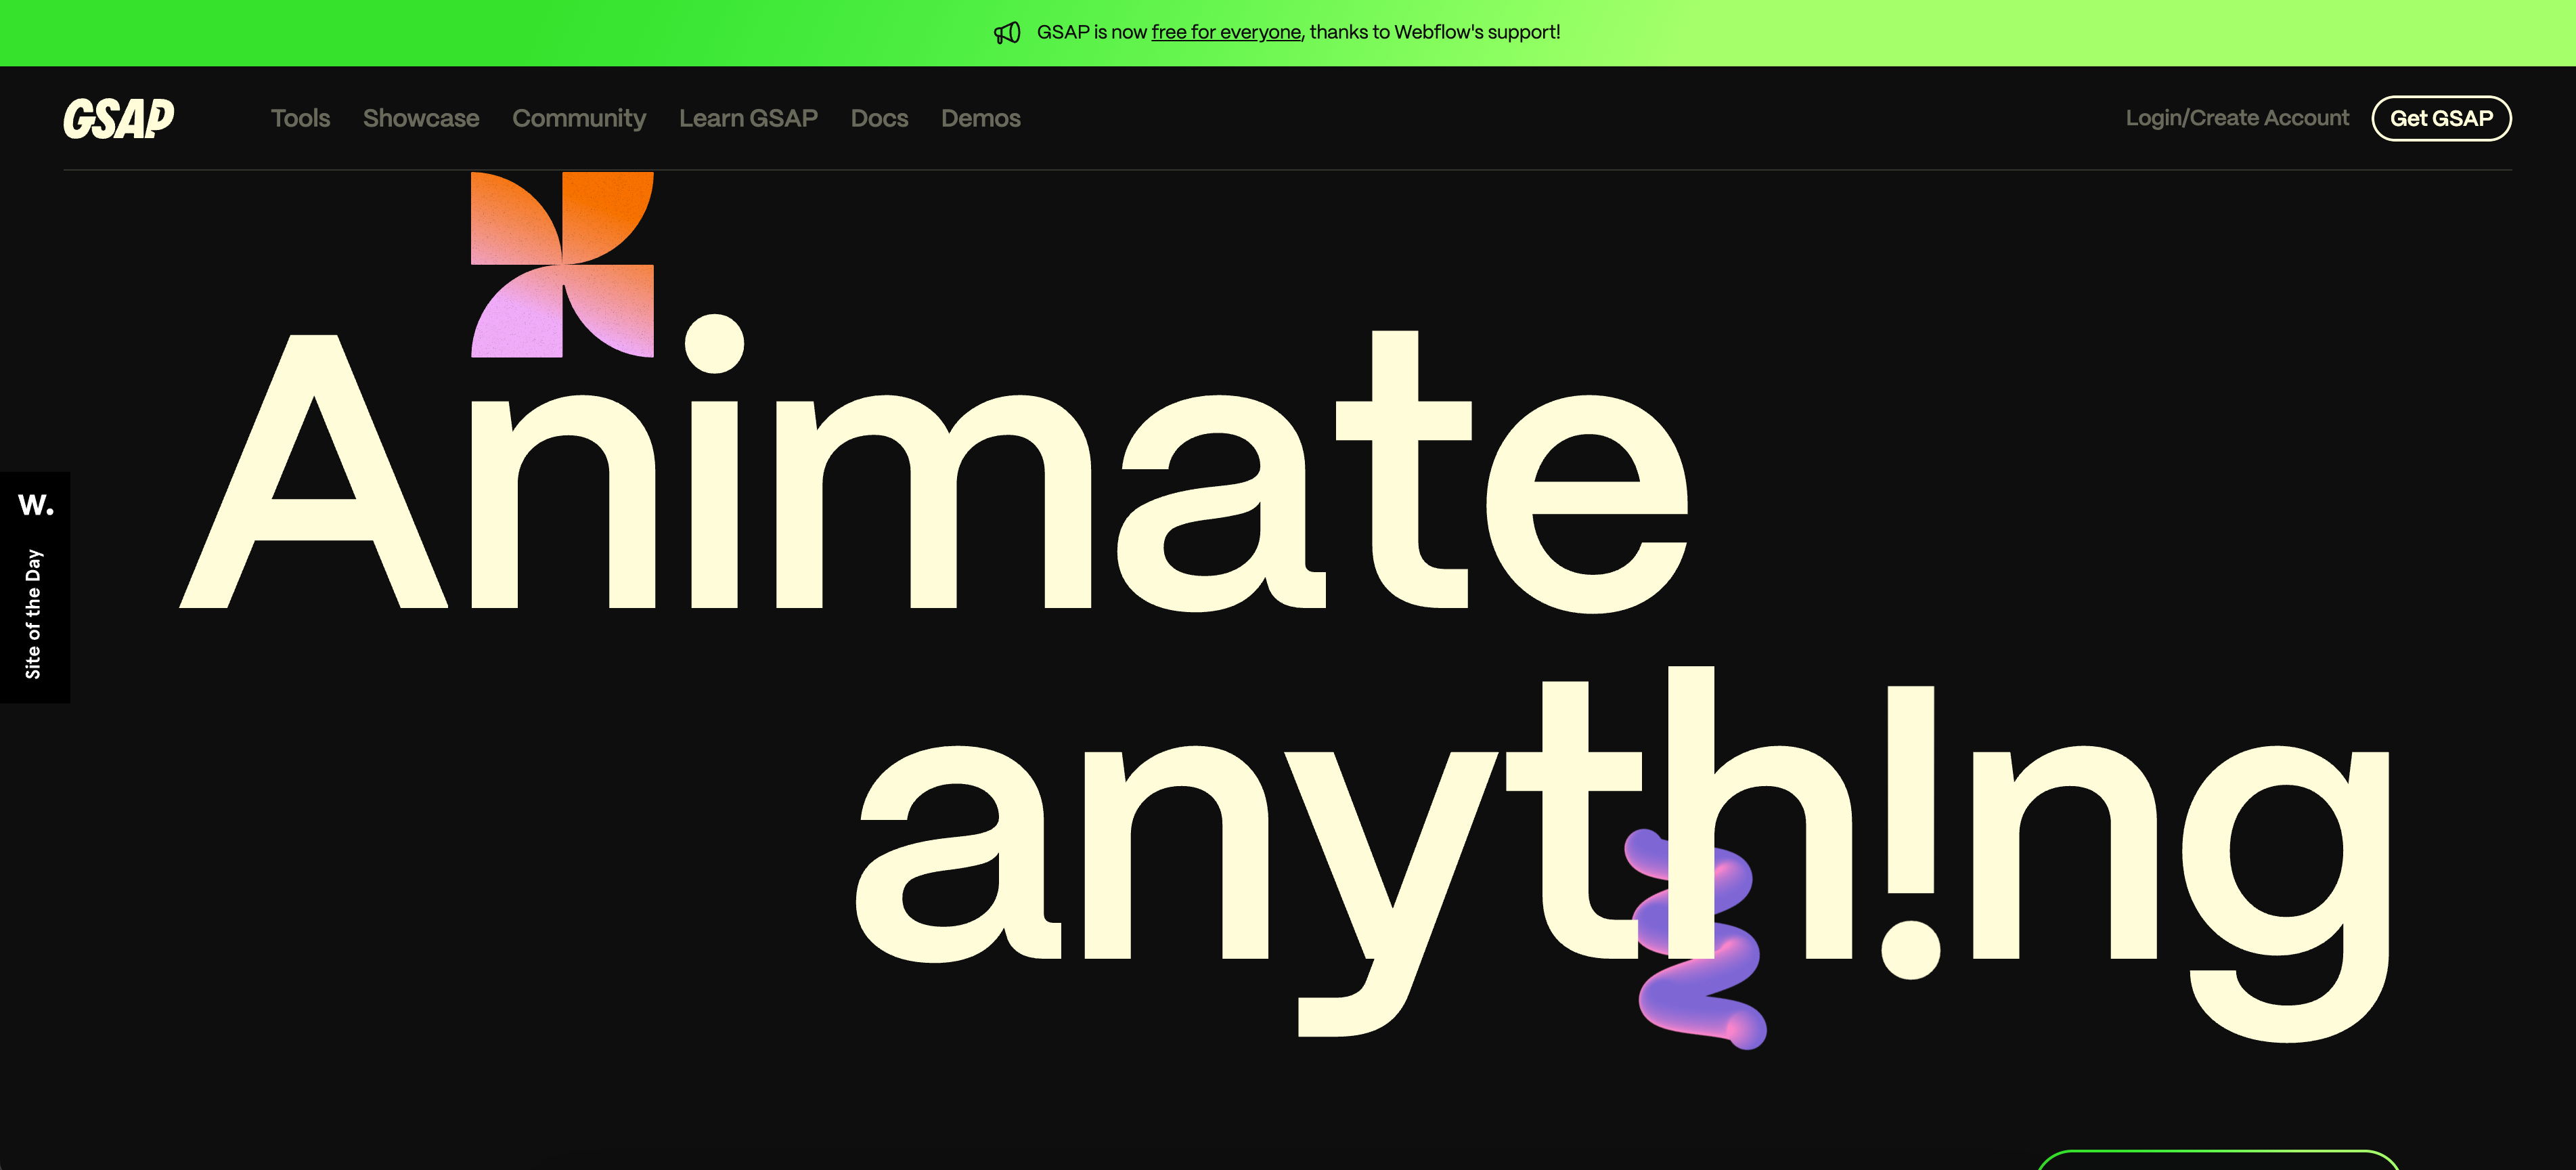 GSAP is now free for everyone, thanks to Webflow's support!
GSAP Tools Showcase Community Learn GSAP Docs Demos Login/Create Account Get GSAP
Animate
W.
Site of the Day
anyth!ng